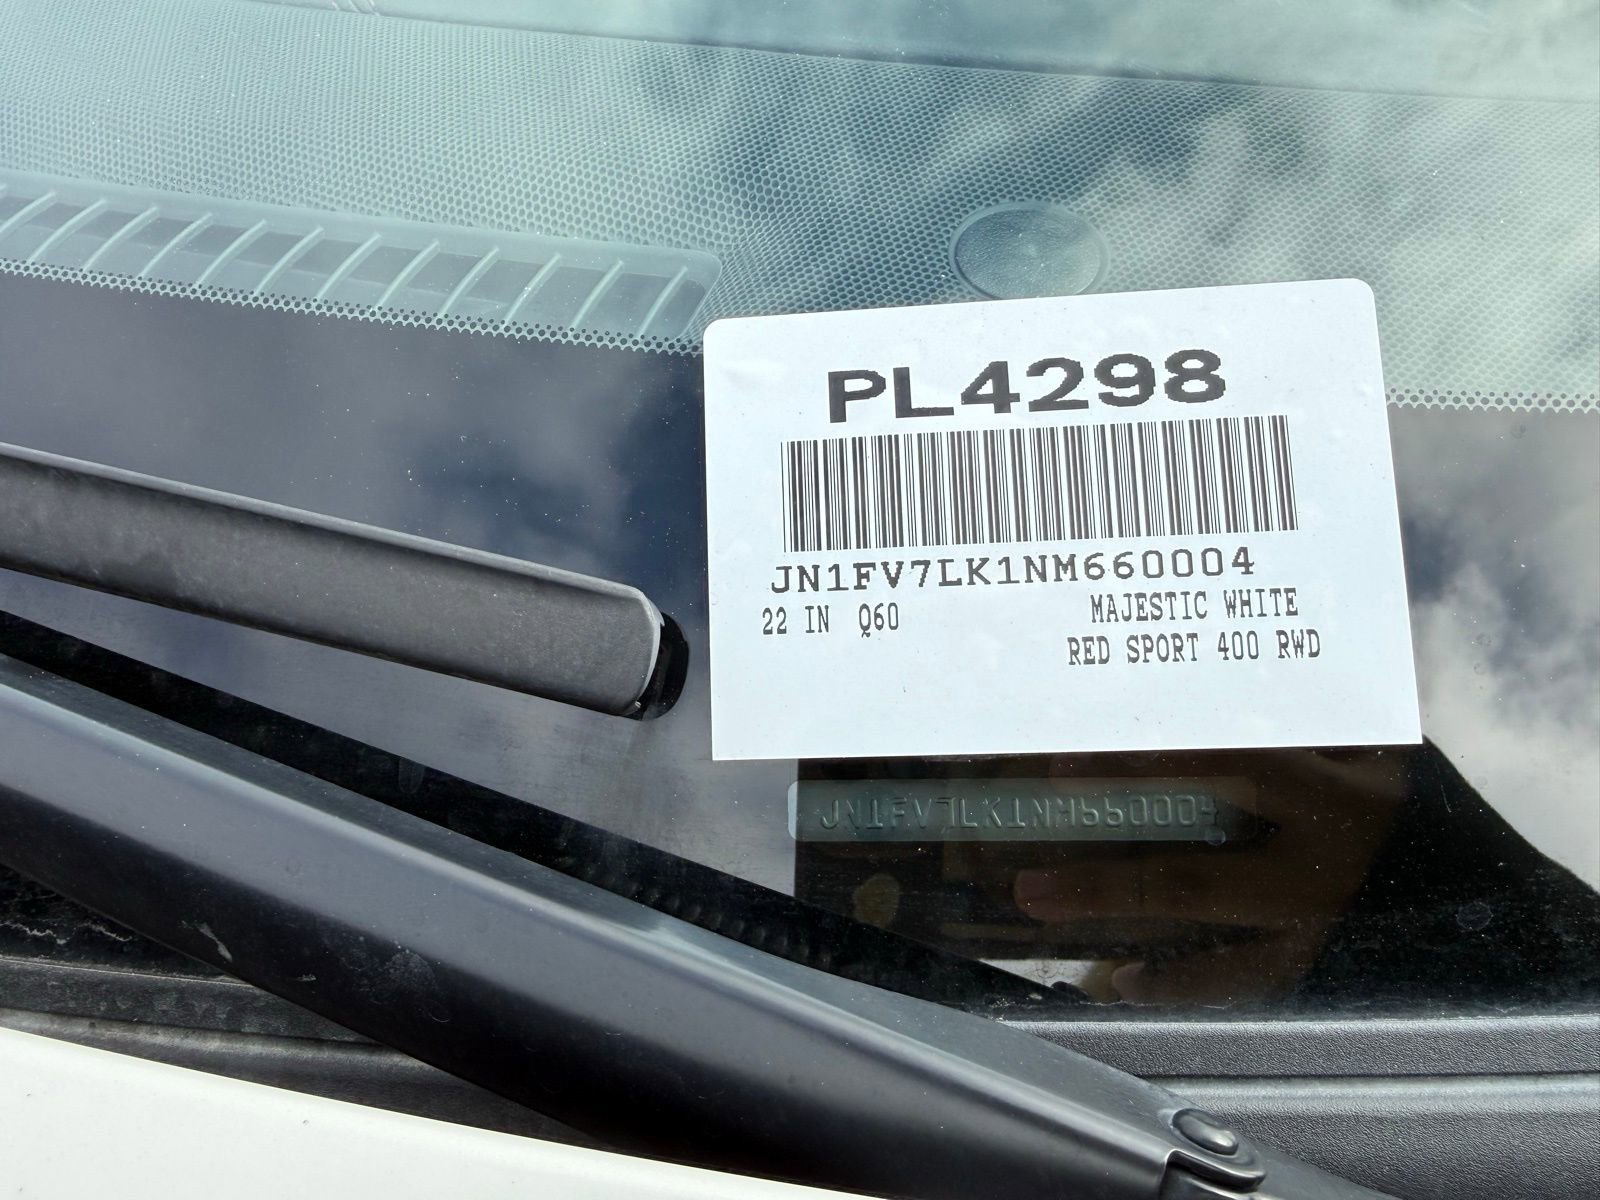 PL4298
JN1FV7LK1NM660004
22 IN Q60 MAJESTIC WHITE
RED SPORT 400 RWD
JN1FV7LK1NM660004